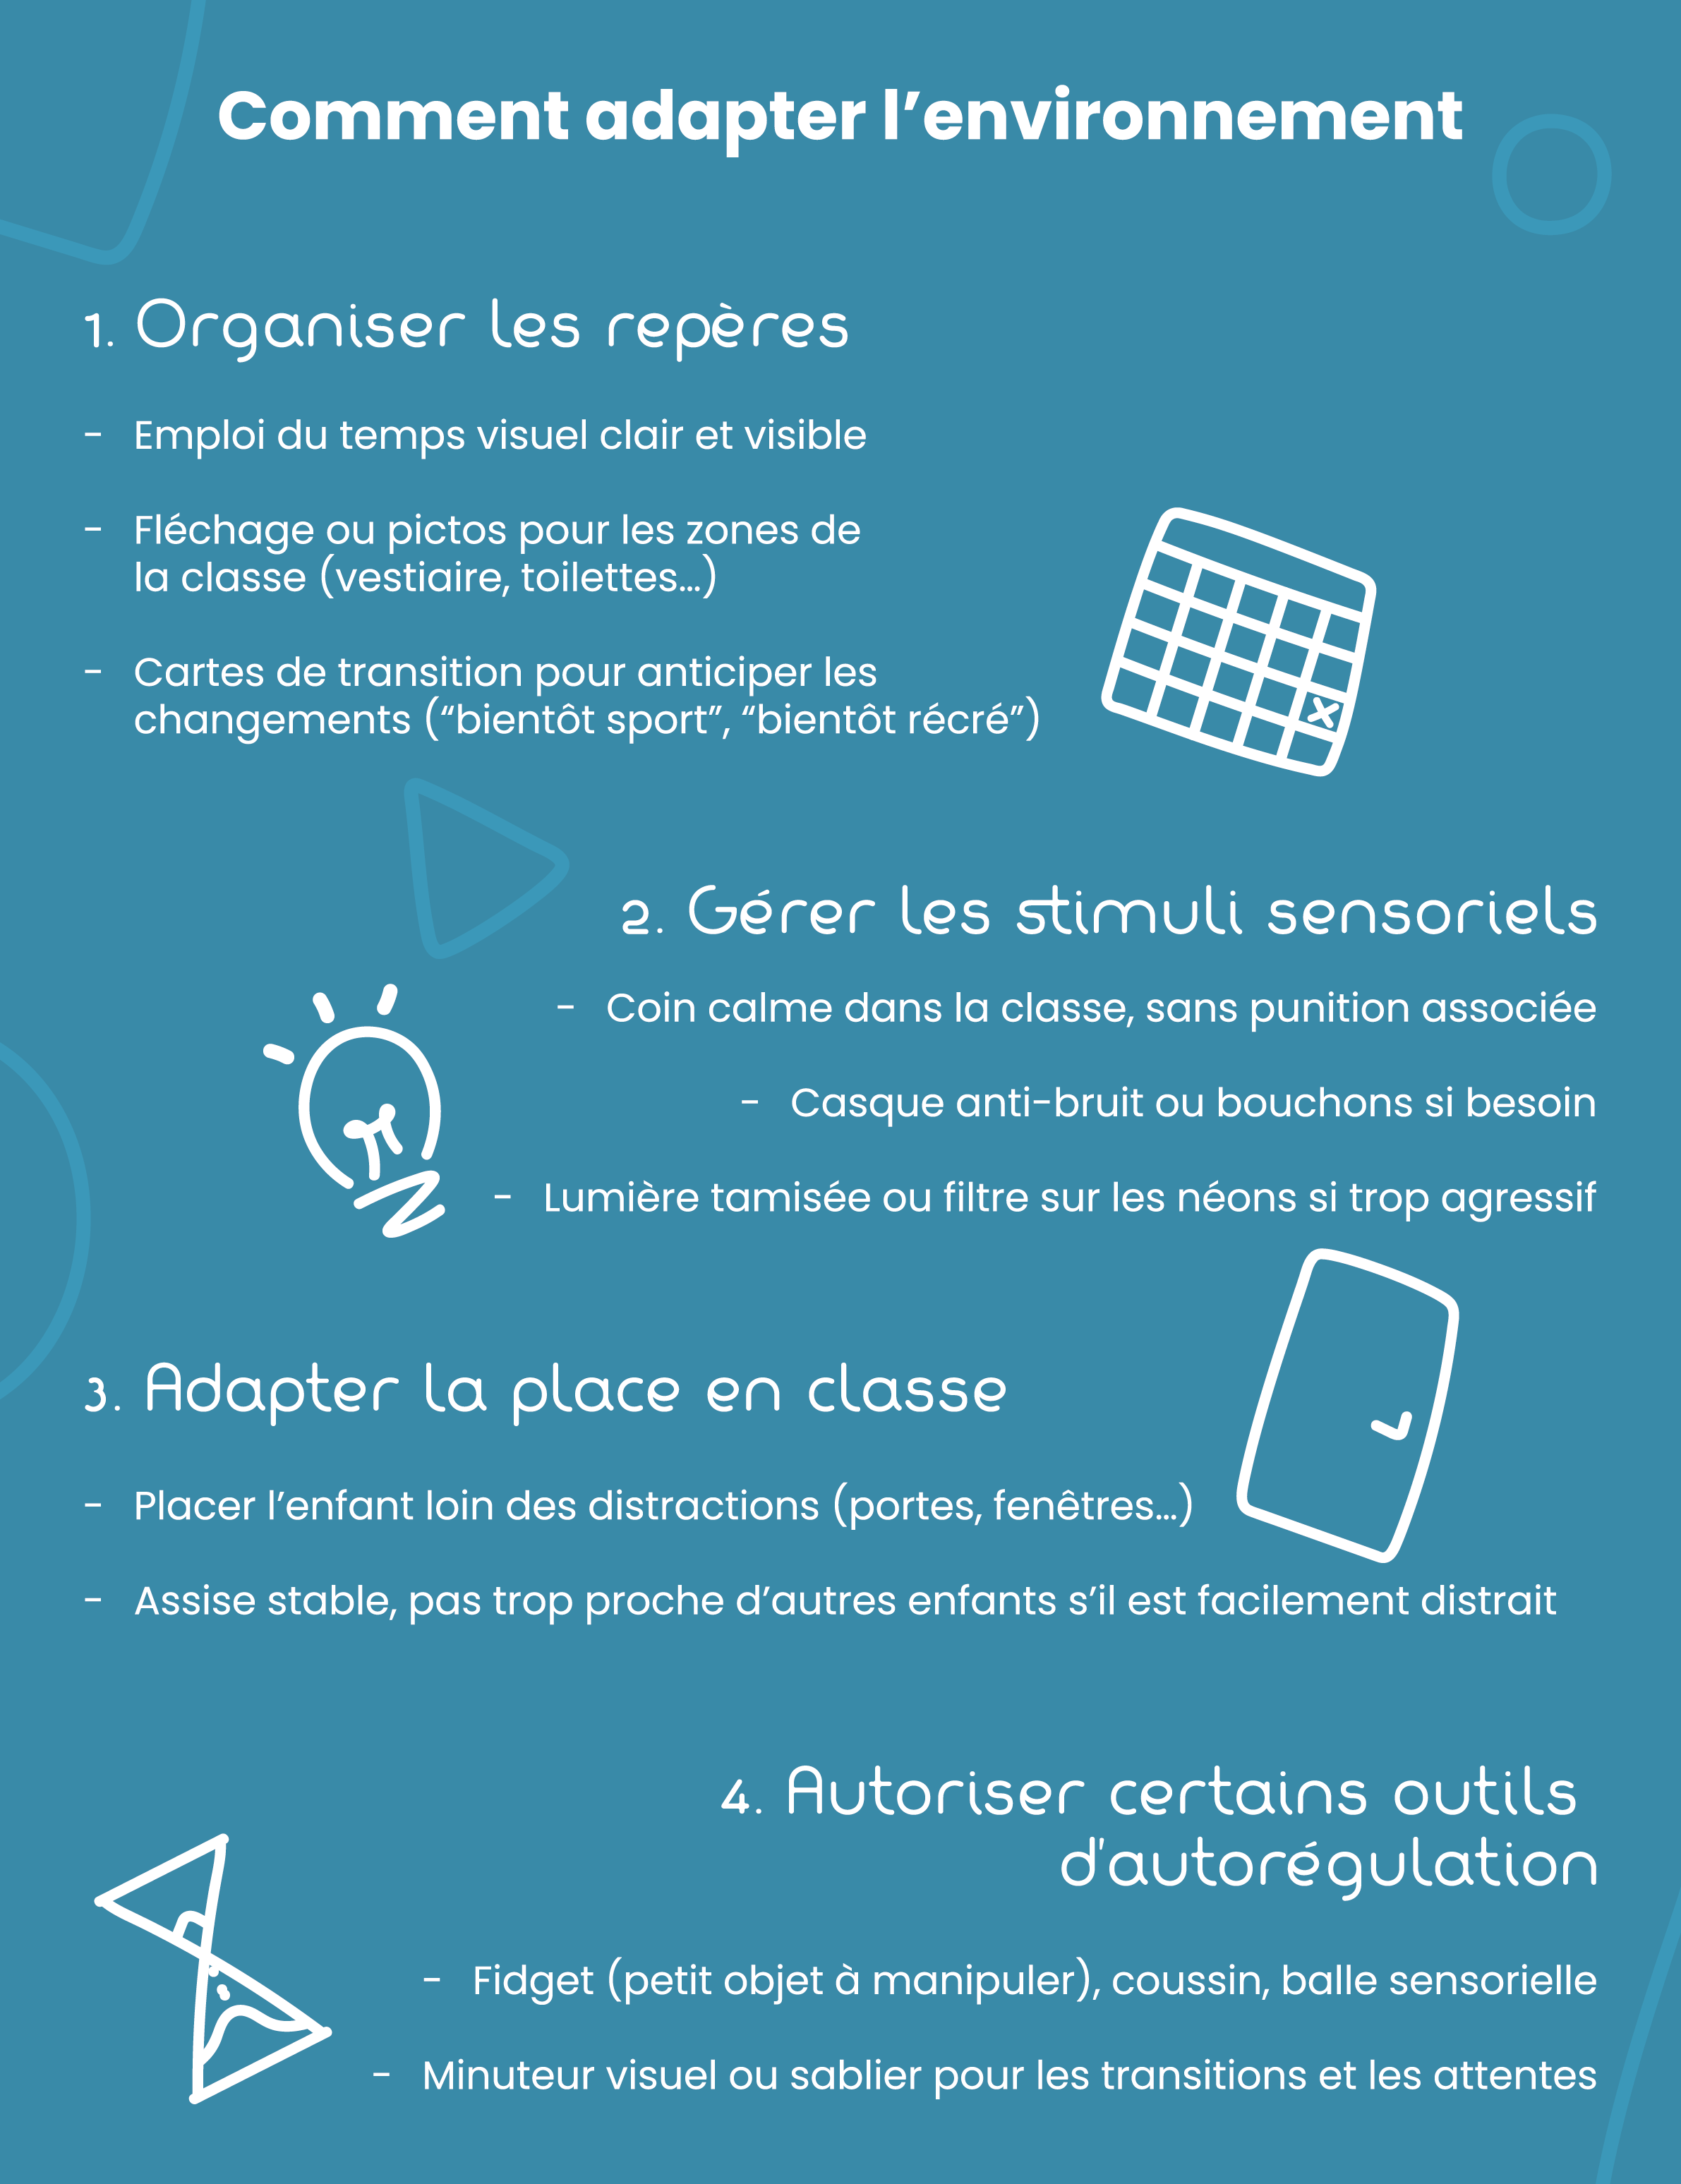 Comment adapter l’environnement
1. Organiser les repères
- Emploi du temps visuel clair et visible
- Fléchage ou pictos pour les zones de
la classe (vestiaire, toilettes...)
- Cartes de transition pour anticiper les
changements (“bientôt sport”, “bientôt récré”)
2. Gérer les stimuli sensoriels
- Coin calme dans la classe, sans punition associée
- Casque anti-bruit ou bouchons si besoin
- Lumière tamisée ou filtre sur les néons si trop agressif
3. Adapter la place en classe
- Placer l’enfant loin des distractions (portes, fenêtres...)
- Assise stable, pas trop proche d’autres enfants s’il est facilement distrait
4. Autoriser certains outils
d'autorégulation
- Fidget (petit objet à manipuler), coussin, balle sensorielle
- Minuteur visuel ou sablier pour les transitions et les attentes